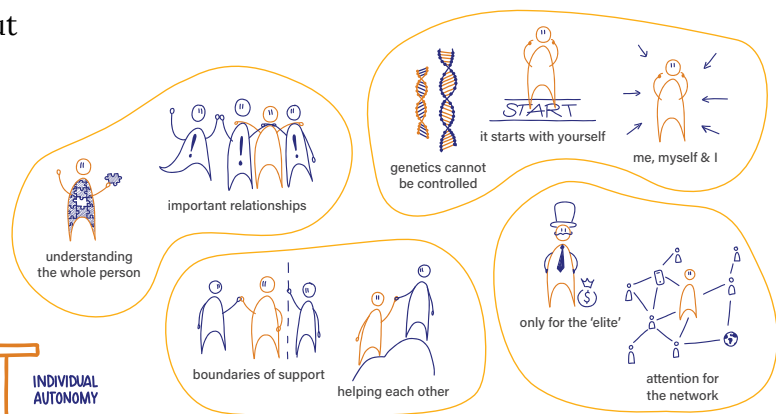 ut
important relationships
understanding
the whole person
START
it starts with yourself
genetics cannot
be controlled
me, myself & I
boundaries of support
helping each other
$
only for the ‘elite’
attention for
the network
INDIVIDUAL
AUTONOMY